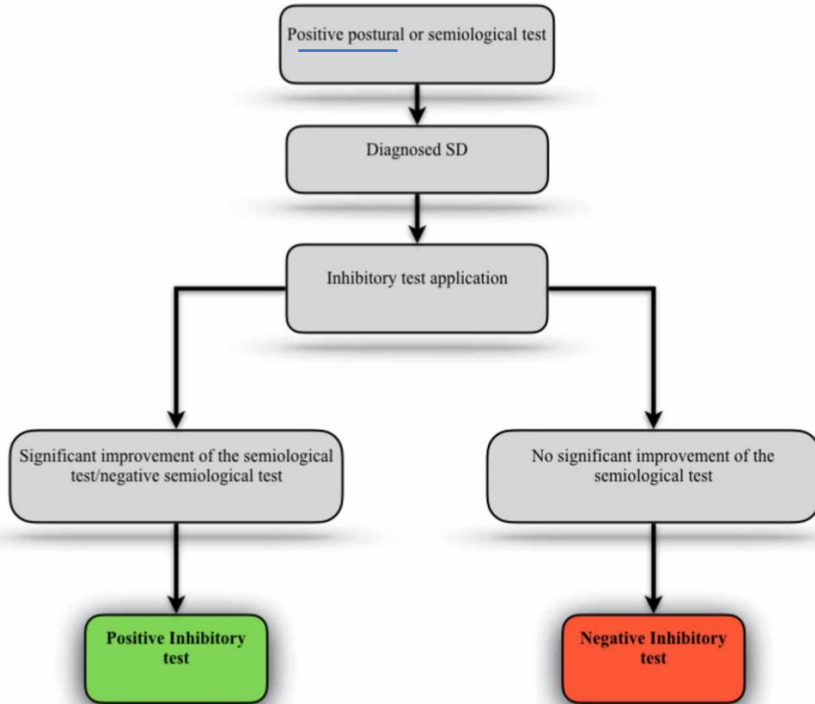 Positive postural or semiological test
Diagnosed SD
Inhibitory test application
Significant improvement of the semiological
test/negative semiological test
No significant improvement of the
semiological test
Positive Inhibitory
test
Negative Inhibitory
test